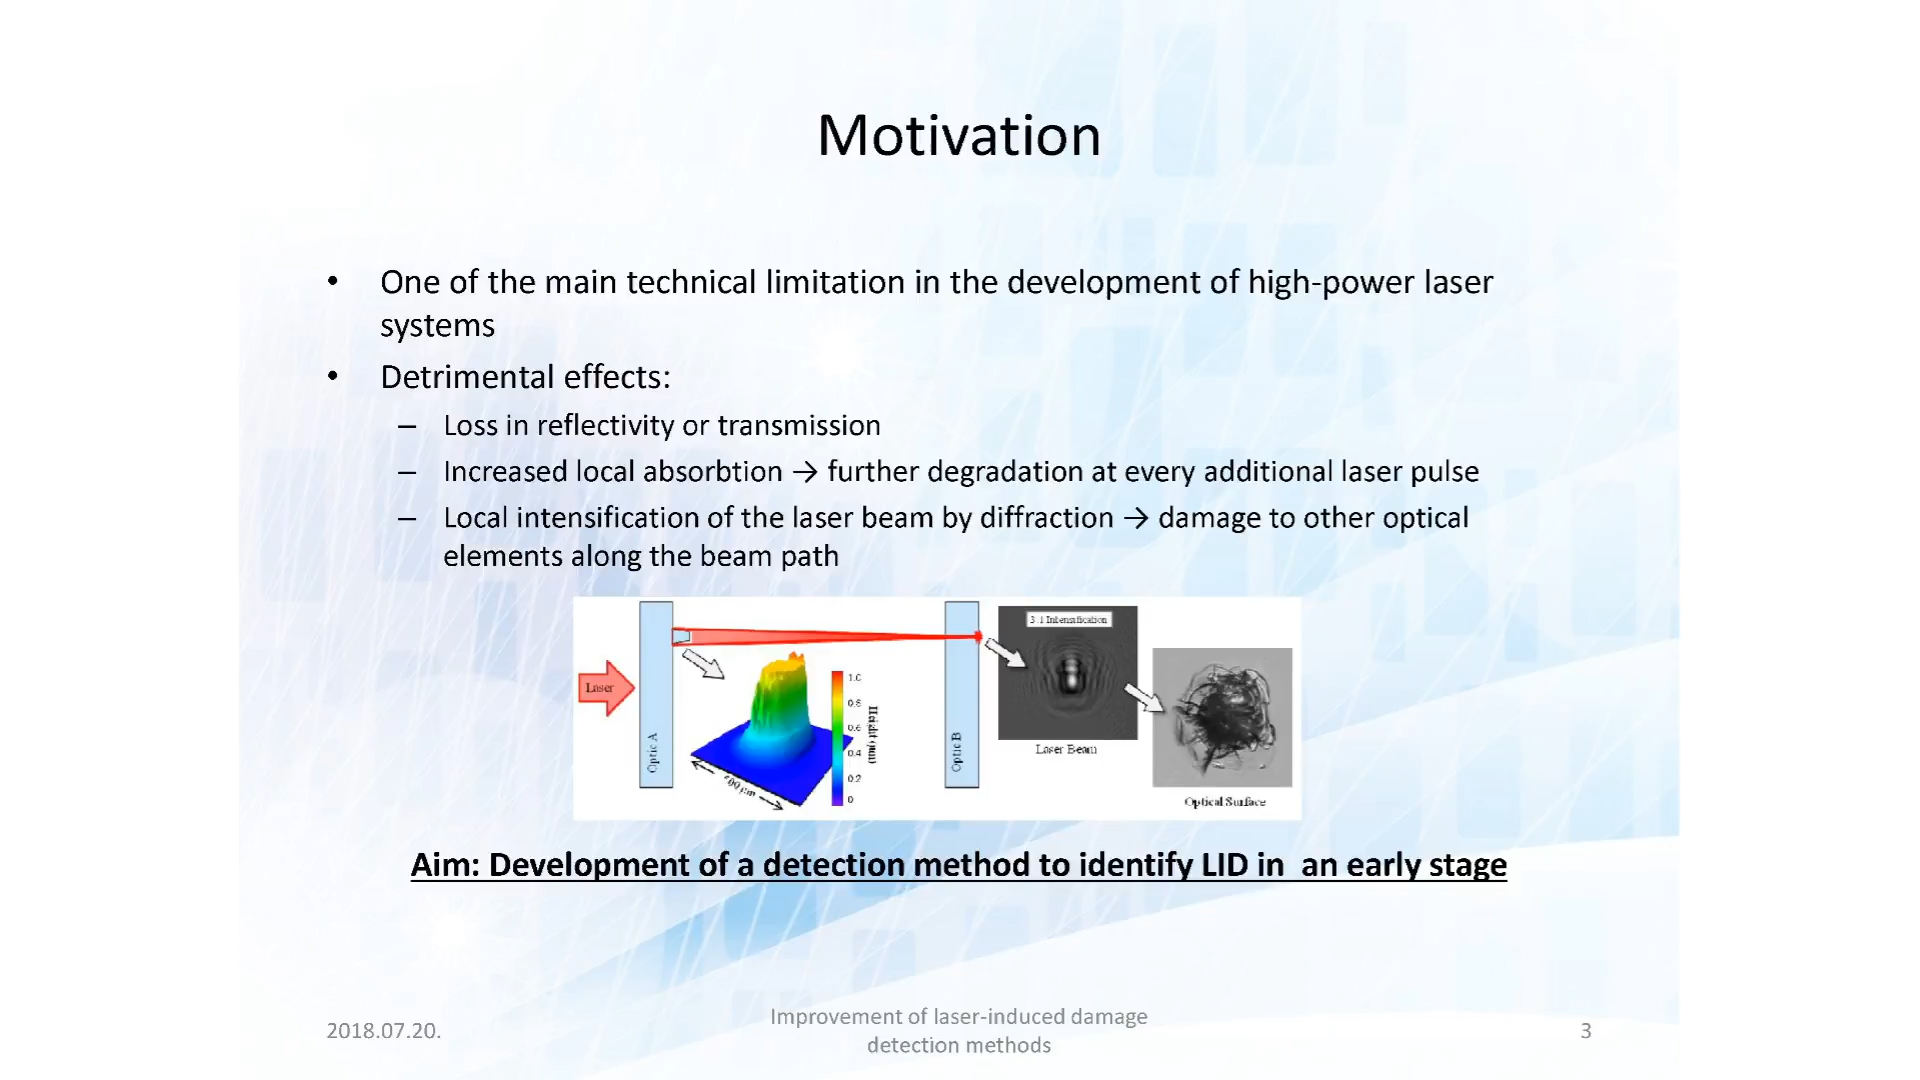 Motivation
• One of the main technical limitation in the development of high-power laser
systems
• Detrimental effects:
– Loss in reflectivity or transmission
– Increased local absorbtion → further degradation at every additional laser pulse
– Local intensification of the laser beam by diffraction → damage to other optical
elements along the beam path
Laser
Optic A
1.0
0.8
0.6
0.4
0.2
0
Height (μm)
Optic B
3.1 Intensification
Laser Beam
Optical Surface
Aim: Development of a detection method to identify LID in  an early stage
2018.07.20.
Improvement of laser-induced damage
detection methods
3